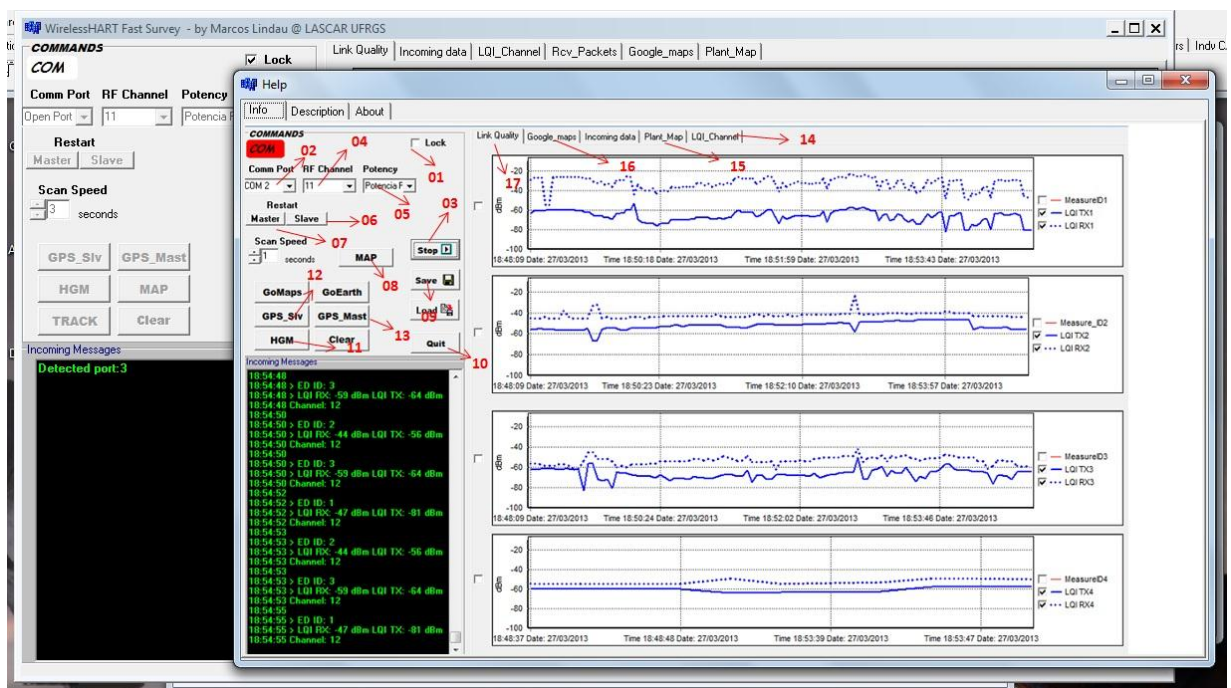 WirelessHART Fast Survey - by Marcos Lindau @ LASCAR UFRGS
COMMANDS
COM
Lock
Comm Port RF Channel Potency
Open Port 11 Potencia F
Restart
Master Slave
Scan Speed
3 seconds
GPS_Slv GPS_Mast
HGM MAP
TRACK Clear
Incoming Messages
Detected port:3
Link Quality Incoming data LQI_Channel Rcv_Packets Google_maps Plant_Map
Help
Info Description About
COMMANDS
COM
02 04 Lock
01
Comm Port RF Channel Potency
COM 2 11 Potencia F
05 03
Restart
Master Slave 06
Scan Speed 07
1 seconds MAP Stop
08
12 Save
GoMaps GoEarth
Load 09
GPS_Slv GPS_Mast 13
HGM Clear Quit
11 10
Incoming Messages
18:54:48
18:54:48 > ED ID: 3
18:54:48 > LQI RX: -59 dBm LQI TX: -64 dBm
18:54:48 Channel: 12
18:54:50
18:54:50 > ED ID: 2
18:54:50 > LQI RX: -44 dBm LQI TX: -56 dBm
18:54:50 Channel: 12
18:54:50
18:54:50 > ED ID: 3
18:54:50 > LQI RX: -59 dBm LQI TX: -64 dBm
18:54:50 Channel: 12
18:54:52
18:54:52 > ED ID: 1
18:54:52 > LQI RX: -47 dBm LQI TX: -81 dBm
18:54:52 Channel: 12
18:54:53
18:54:53 > ED ID: 2
18:54:53 > LQI RX: -44 dBm LQI TX: -56 dBm
18:54:53 Channel: 12
18:54:53
18:54:53 > ED ID: 3
18:54:53 > LQI RX: -59 dBm LQI TX: -64 dBm
18:54:53 Channel: 12
18:54:55
18:54:55 > ED ID: 1
18:54:55 > LQI RX: -47 dBm LQI TX: -81 dBm
18:54:55 Channel: 12
Link Quality Google_maps Incoming data Plant_Map LQI_Channel 14
17 16 15
-20
-60
-80
-100
dBm
MeasureID1
LQI TX1
LQI RX1
18:48:09 Date: 27/03/2013 Time 18:50:18 Date: 27/03/2013 Time 18:51:59 Date: 27/03/2013 Time 18:53:43 Date: 27/03/2013
-20
-40
-60
-80
-100
dBm
Measure_ID2
LQI TX2
LQI RX2
18:48:09 Date: 27/03/2013 Time 18:50:23 Date: 27/03/2013 Time 18:52:10 Date: 27/03/2013 Time 18:53:57 Date: 27/03/2013
-20
-40
-60
-80
-100
dBm
MeasureID3
LQI TX3
LQI RX3
18:48:09 Date: 27/03/2013 Time 18:50:24 Date: 27/03/2013 Time 18:52:02 Date: 27/03/2013 Time 18:53:46 Date: 27/03/2013
-20
-40
-60
-80
-100
dBm
MeasureID4
LQI TX4
LQI RX4
18:48:37 Date: 27/03/2013 Time 18:48:48 Date: 27/03/2013 Time 18:53:39 Date: 27/03/2013 Time 18:53:47 Date: 27/03/2013